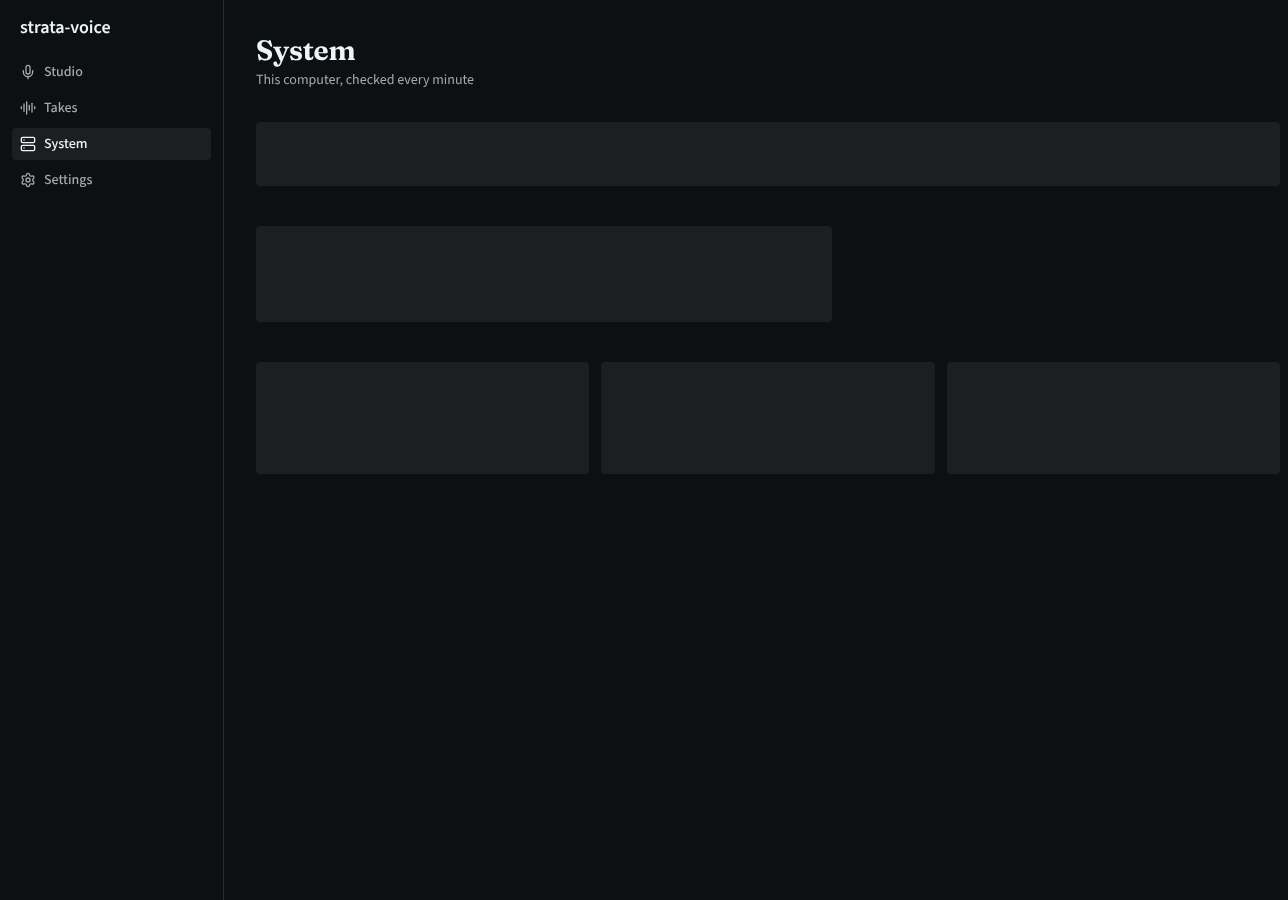 strata-voice
Studio
Takes
System
Settings
System
This computer, checked every minute